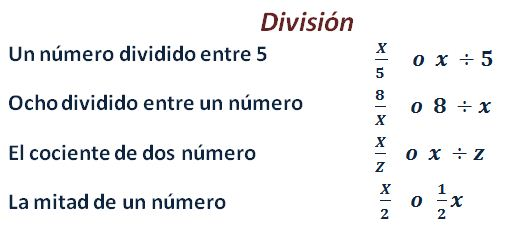 División
Un número dividido entre 5 x/5 o x ÷ 5
Ocho dividido entre un número 8/x o 8 ÷ x
El cociente de dos número x/z o x ÷ z
La mitad de un número x/2 o 1/2 x